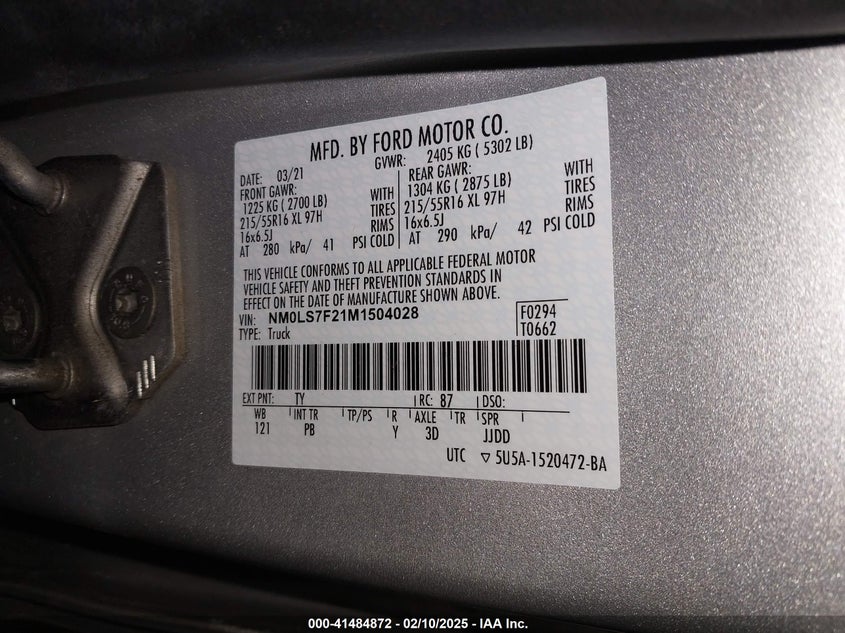 MFD. BY FORD MOTOR CO.
DATE: 03/21 GVWR: 2405 KG ( 5302 LB)
FRONT GAWR: WITH REAR GAWR: WITH
1225 KG ( 2700 LB) TIRES 1304 KG ( 2875 LB) TIRES
215/55R16 XL 97H RIMS 215/55R16 XL 97H RIMS
16x6.5J 16x6.5J
AT 280 kPa/ 41 PSI COLD AT 290 kPa/ 42 PSI COLD
THIS VEHICLE CONFORMS TO ALL APPLICABLE FEDERAL MOTOR
VEHICLE SAFETY AND THEFT PREVENTION STANDARDS IN
EFFECT ON THE DATE OF MANUFACTURE SHOWN ABOVE.
VIN: NM0LS7F21M1504028 F0294
TYPE: Truck T0662
EXT PNT: TY RC: 87 DSO:
WB INT TR TP/PS R AXLE TR SPR
121 PB Y 3D JJDD
UTC ▽ 5U5A-1520472-BA
000-41484872 - 02/10/2025 - IAA Inc.